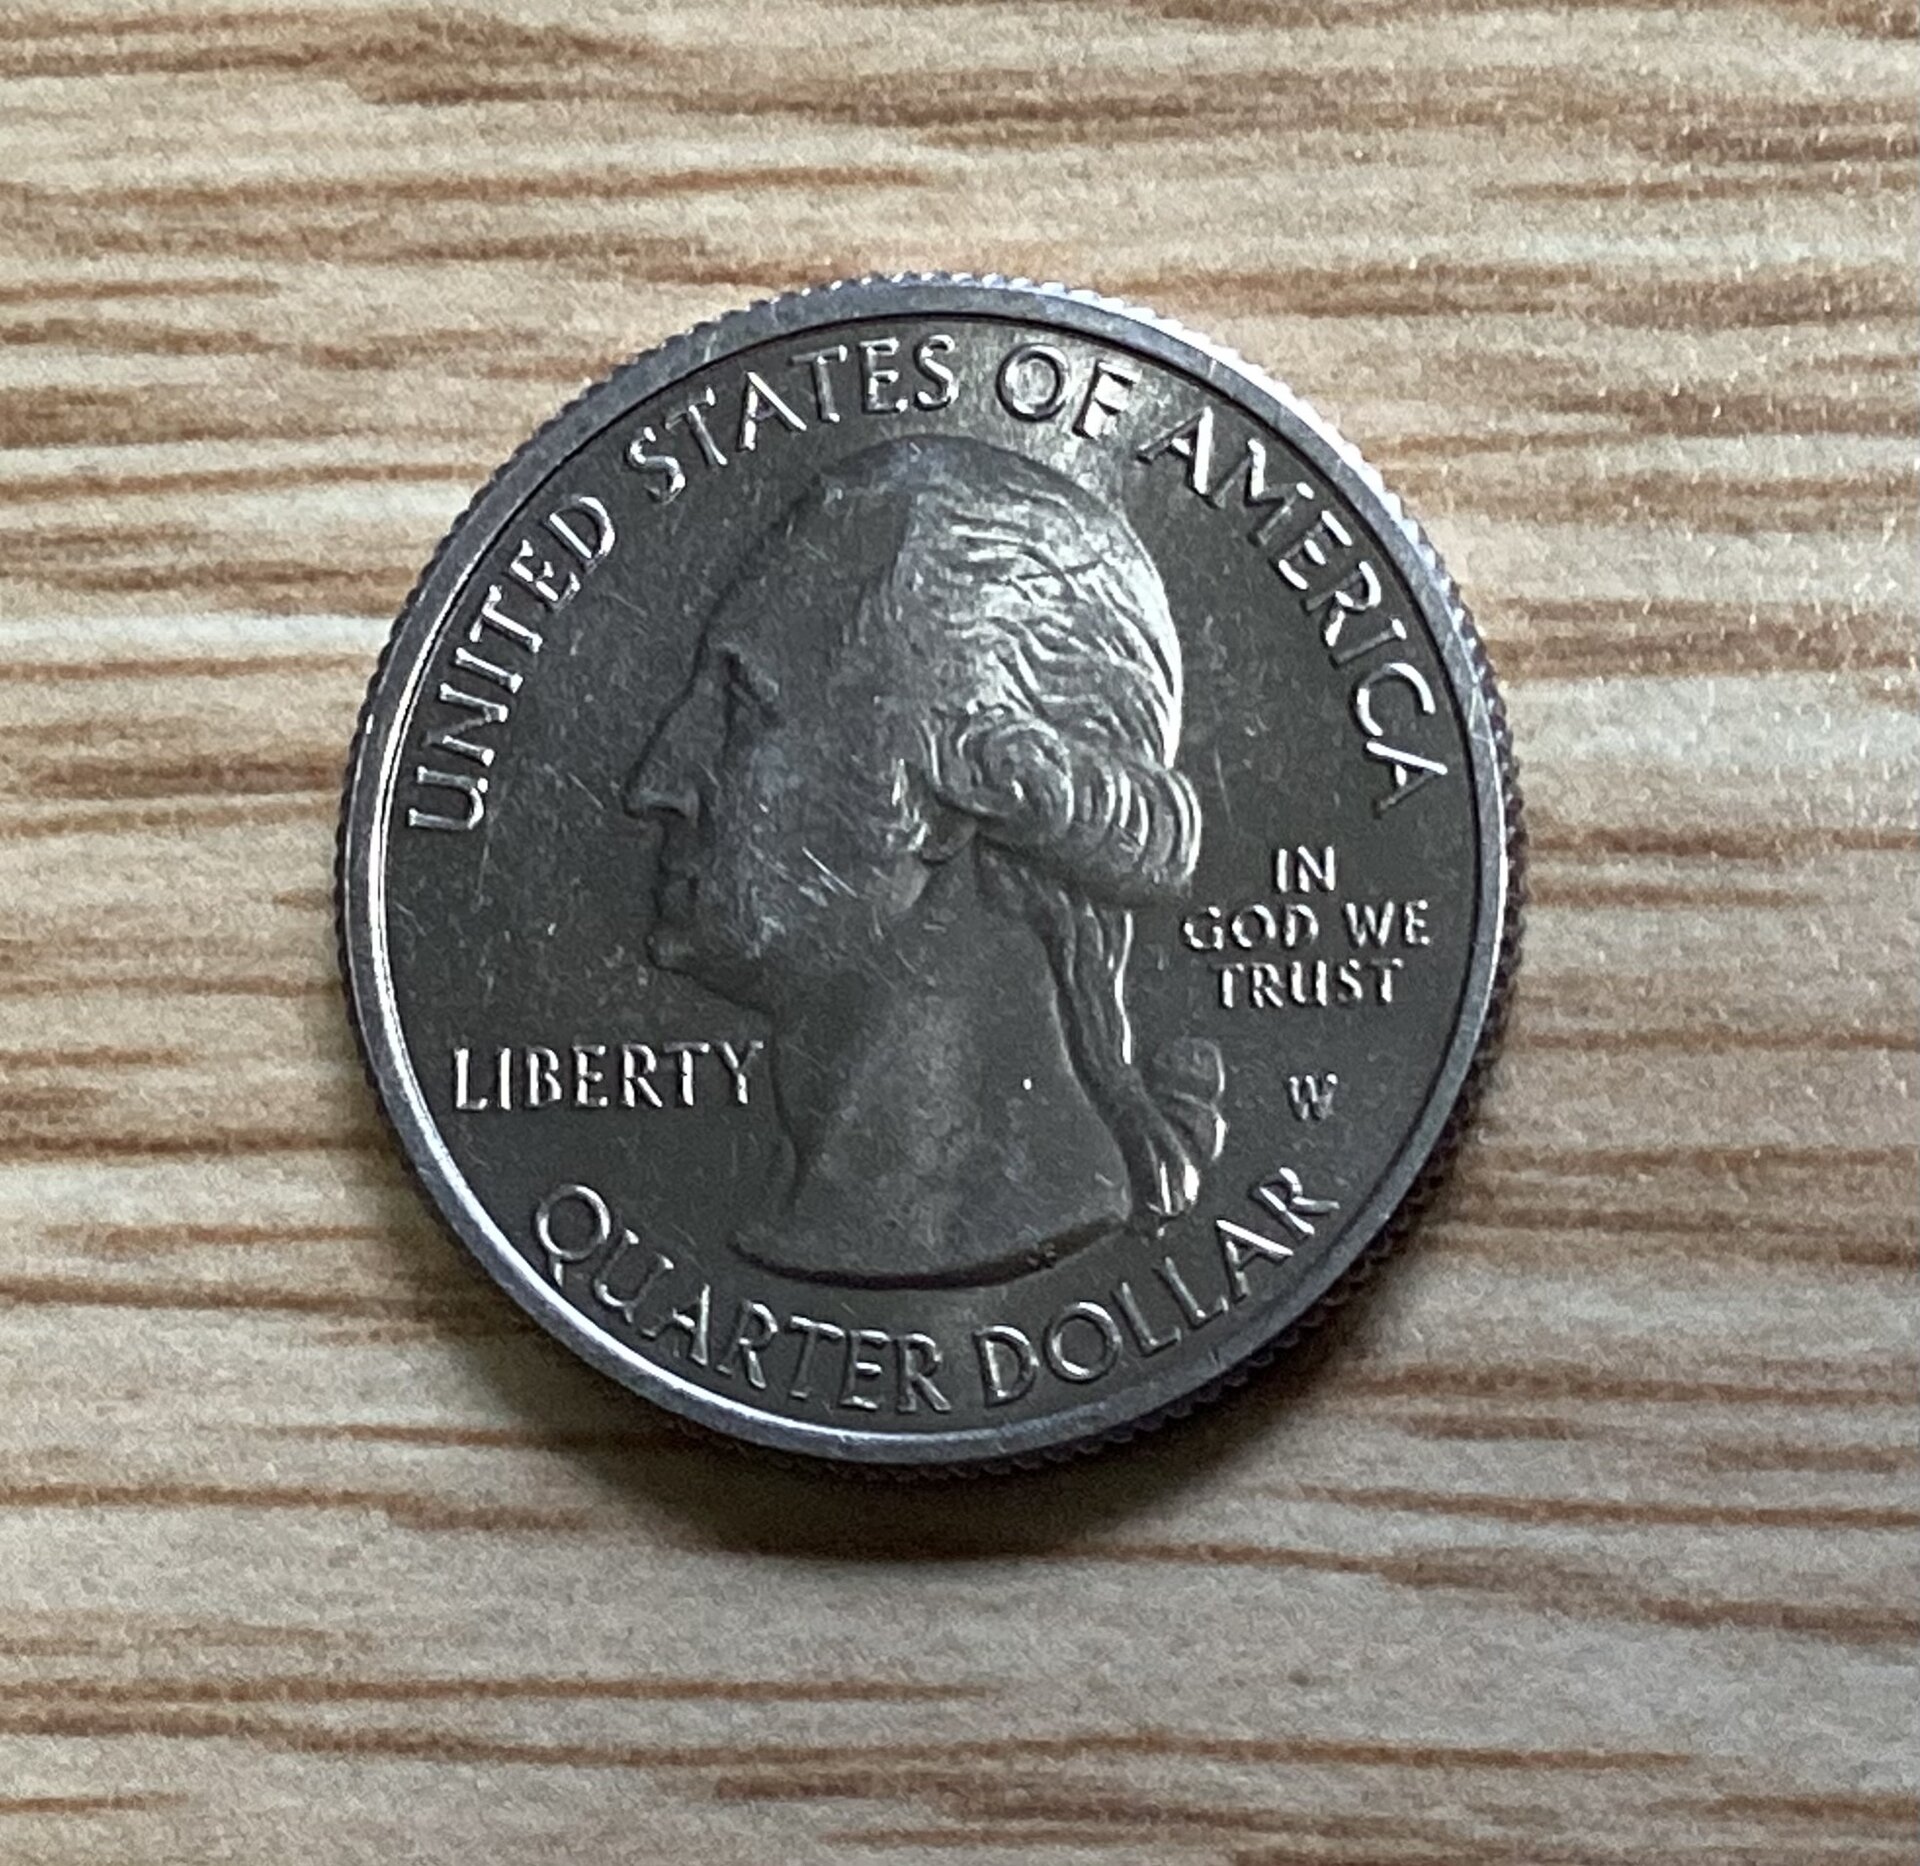 UNITED STATES OF AMERICA
IN
GOD WE
TRUST
LIBERTY
W
QUARTER DOLLAR